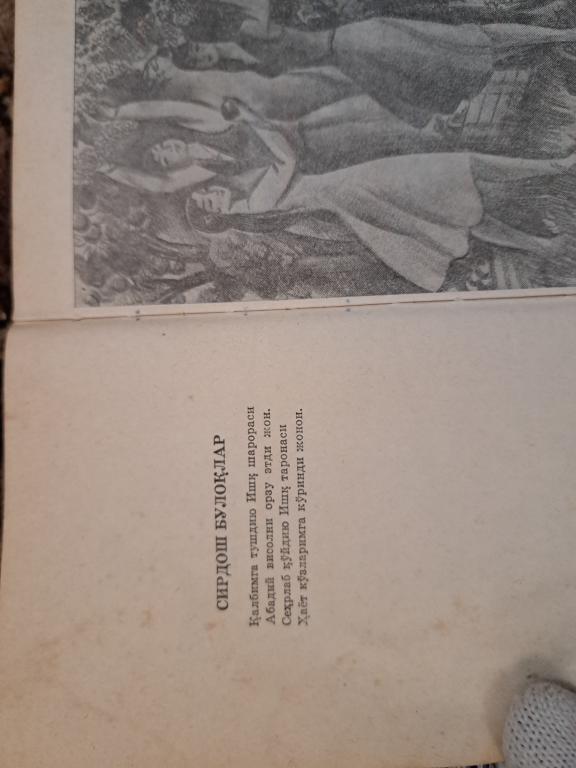 СИРДОШ БУЛОҚЛАР
Қалбимга тушдию Ишқ шарораси
Абадий висолни орзу этди жон.
Сеҳрлаб қўйдию Ишқ таронаси
Ҳаёт кўзларимга кўринди жонон.